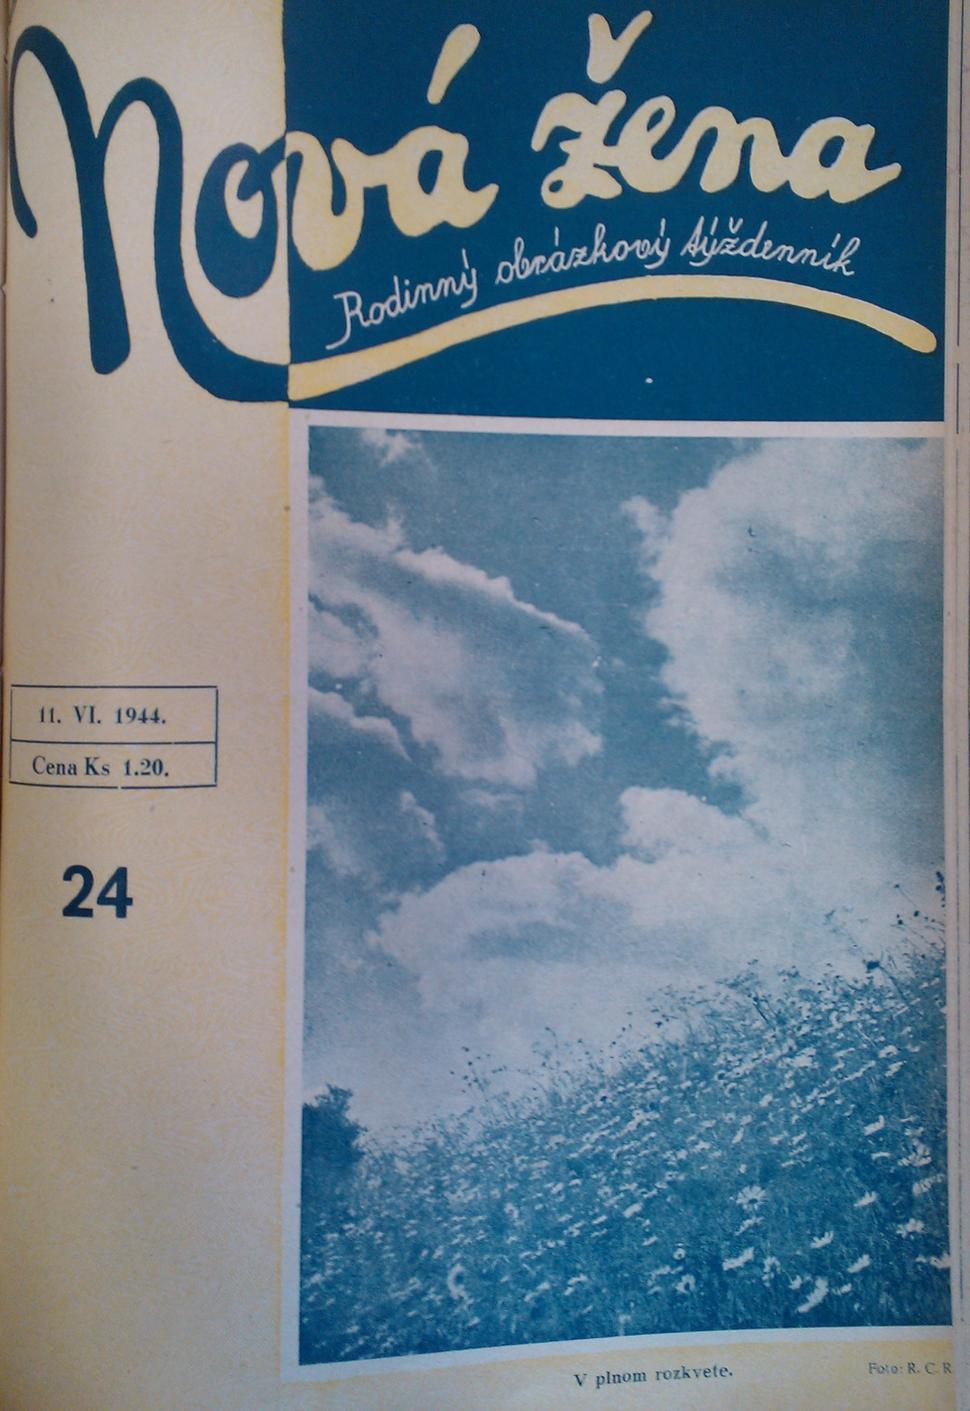 Nová žena
Rodinný obrázkový týždenník
11. VI. 1944.
Cena Ks 1.20.
24
V plnom rozkvete.
Foto: R. C. R